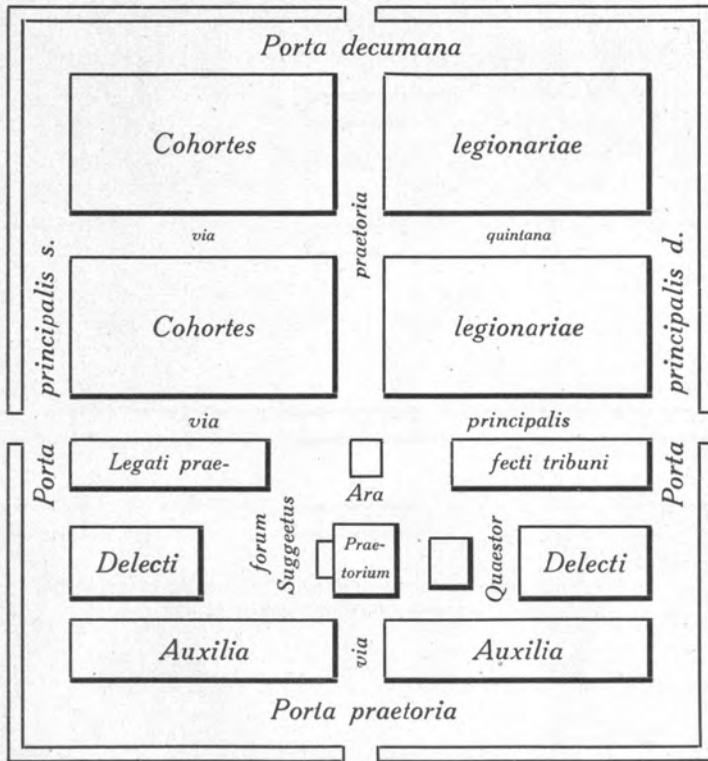 Porta decumana
Cohortes
legionariae
praetoria
via
quintana
principalis s.
principalis d.
Cohortes
legionariae
via
principalis
Porta
Legati prae-
Ara
fecti tribuni
Porta
Delecti
forum
Suggeetus
Prae-
torium
Quaestor
Delecti
Auxilia
via
Auxilia
Porta praetoria